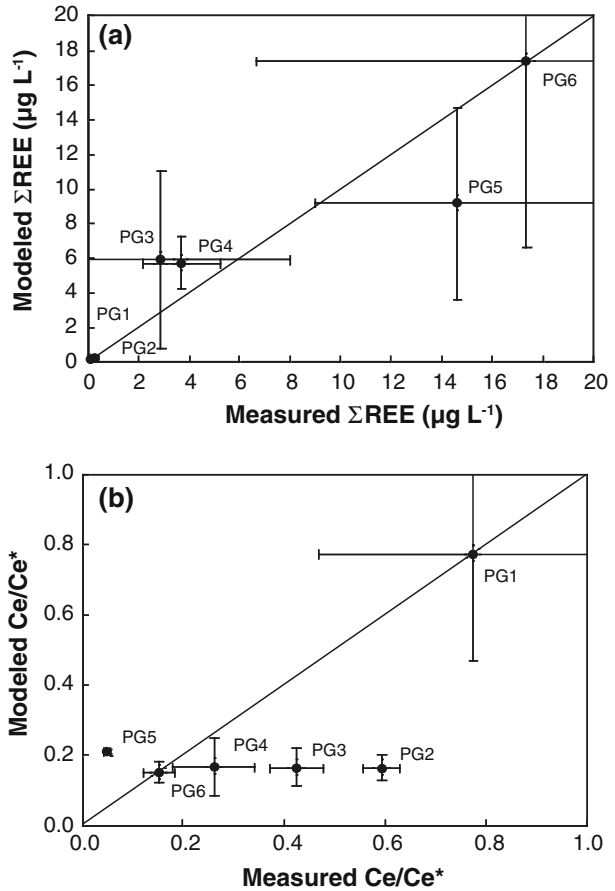 (a)
Modeled ΣREE (µg L-1)
20
18
16
14
12
10
8
6
4
2
0
PG6
PG5
PG3
PG4
PG1
PG2
0 2 4 6 8 10 12 14 16 18 20
Measured ΣREE (µg L-1)
(b)
Modeled Ce/Ce*
1.0
0.8
0.6
0.4
0.2
0.0
PG1
PG5
PG4
PG3
PG2
PG6
0.0 0.2 0.4 0.6 0.8 1.0
Measured Ce/Ce*